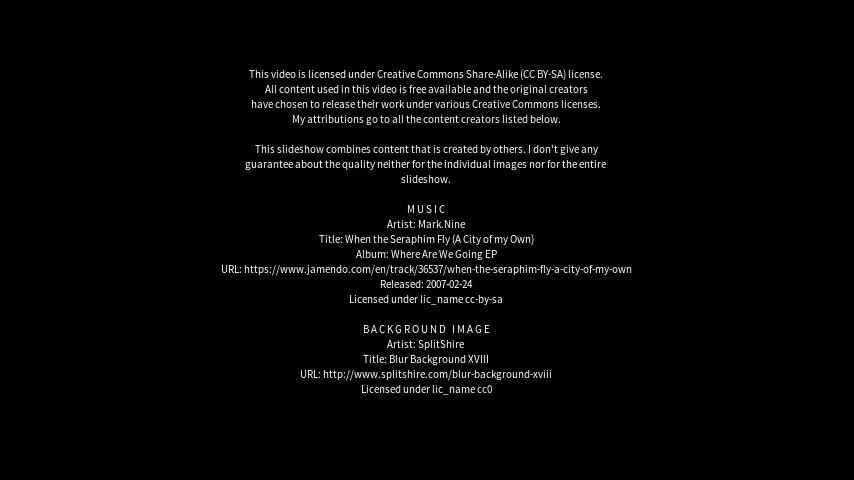 This video is licensed under Creative Commons Share-Alike (CC BY-SA) license.
All content used in this video is free available and the original creators
have chosen to release their work under various Creative Commons licenses.
My attributions go to all the content creators listed below.
This slideshow combines content that is created by others. I don't give any
guarantee about the quality neither for the individual images nor for the entire
slideshow.
MUSIC
Artist: Mark.Nine
Title: When the Seraphim Fly (A City of my Own)
Album: Where Are We Going EP
URL: https://www.jamendo.com/en/track/36537/when-the-seraphim-fly-a-city-of-my-own
Released: 2007-02-24
Licensed under lic_name cc-by-sa
BACKGROUND IMAGE
Artist: SplitShire
Title: Blur Background XVIII
URL: http://www.splitshire.com/blur-background-xviii
Licensed under lic_name cc0